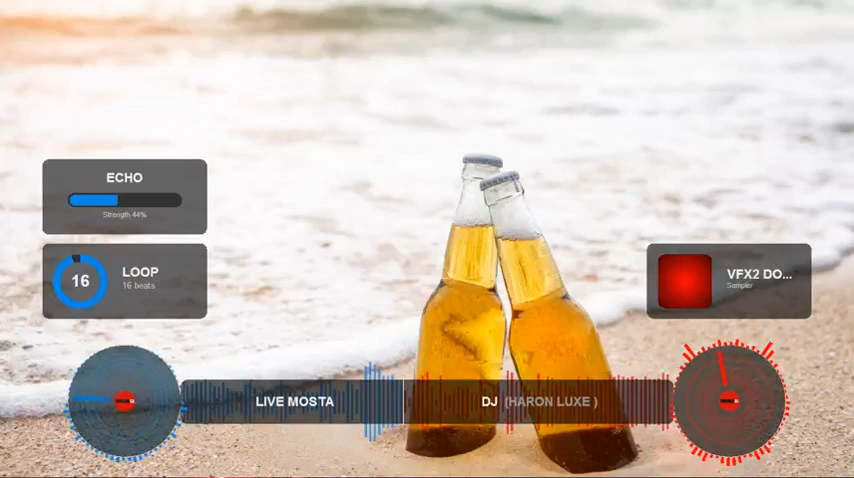 ECHO
Strength 44%
16
LOOP
16 beats
VFX2 DO...
Sampler
LIVE MOSTA
DJ (HARON LUXE )